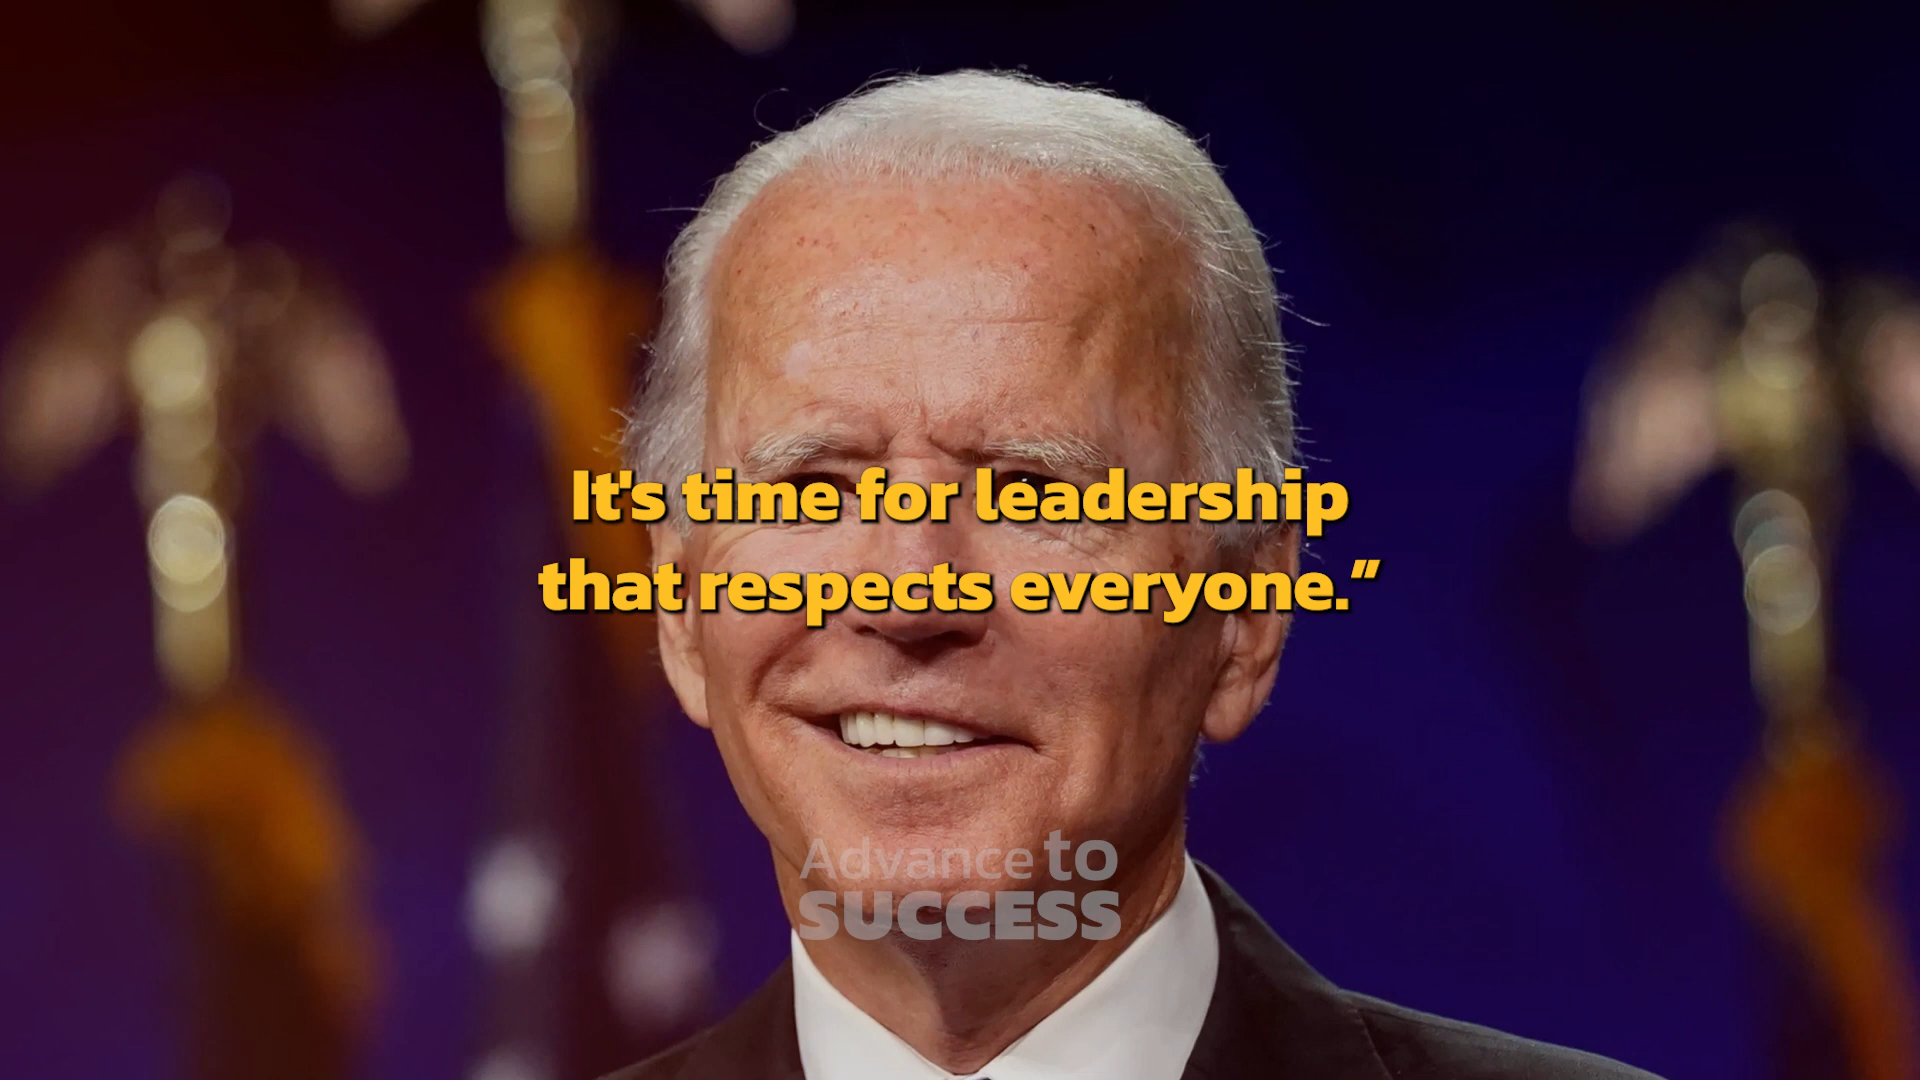 It's time for leadership
that respects everyone.”
Advance to
SUCCESS